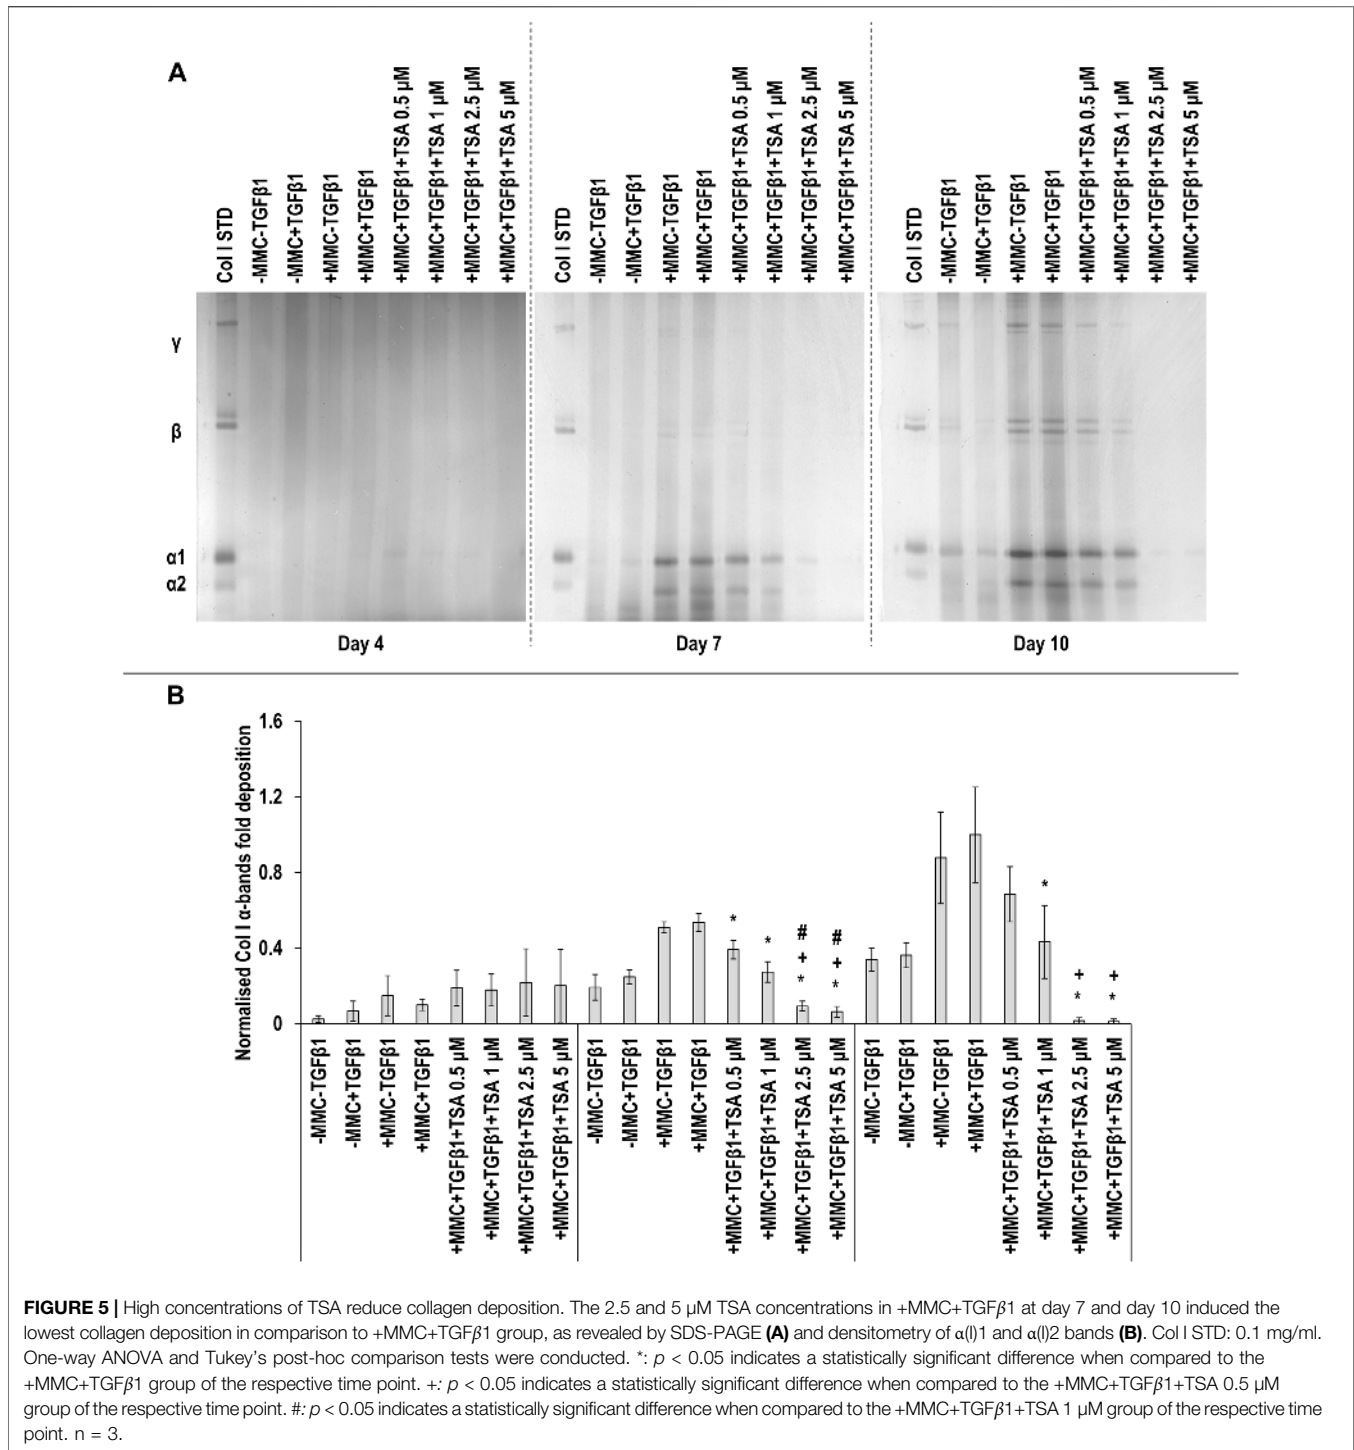 A
Col I STD
-MMC-TGFβ1
-MMC+TGFβ1
+MMC-TGFβ1
+MMC+TGFβ1
+MMC+TGFβ1+TSA 0.5 μM
+MMC+TGFβ1+TSA 1 μM
+MMC+TGFβ1+TSA 2.5 μM
+MMC+TGFβ1+TSA 5 μM
Col I STD
-MMC-TGFβ1
-MMC+TGFβ1
+MMC-TGFβ1
+MMC+TGFβ1
+MMC+TGFβ1+TSA 0.5 μM
+MMC+TGFβ1+TSA 1 μM
+MMC+TGFβ1+TSA 2.5 μM
+MMC+TGFβ1+TSA 5 μM
Col I STD
-MMC-TGFβ1
-MMC+TGFβ1
+MMC-TGFβ1
+MMC+TGFβ1
+MMC+TGFβ1+TSA 0.5 μM
+MMC+TGFβ1+TSA 1 μM
+MMC+TGFβ1+TSA 2.5 μM
+MMC+TGFβ1+TSA 5 μM
γ
β
α1
α2
Day 4
Day 7
Day 10
B
Normalised Col I α-bands fold deposition
1.6
1.2
0.8
0.4
0
*
*
#
+
*
#
+
*
*
+
*
+
*
-MMC-TGFβ1
-MMC+TGFβ1
+MMC-TGFβ1
+MMC+TGFβ1
+MMC+TGFβ1+TSA 0.5 μM
+MMC+TGFβ1+TSA 1 μM
+MMC+TGFβ1+TSA 2.5 μM
+MMC+TGFβ1+TSA 5 μM
-MMC-TGFβ1
-MMC+TGFβ1
+MMC-TGFβ1
+MMC+TGFβ1
+MMC+TGFβ1+TSA 0.5 μM
+MMC+TGFβ1+TSA 1 μM
+MMC+TGFβ1+TSA 2.5 μM
+MMC+TGFβ1+TSA 5 μM
-MMC-TGFβ1
-MMC+TGFβ1
+MMC-TGFβ1
+MMC+TGFβ1
+MMC+TGFβ1+TSA 0.5 μM
+MMC+TGFβ1+TSA 1 μM
+MMC+TGFβ1+TSA 2.5 μM
+MMC+TGFβ1+TSA 5 μM
FIGURE 5 | High concentrations of TSA reduce collagen deposition. The 2.5 and 5 μM TSA concentrations in +MMC+TGFβ1 at day 7 and day 10 induced the
lowest collagen deposition in comparison to +MMC+TGFβ1 group, as revealed by SDS-PAGE (A) and densitometry of α(I)1 and α(I)2 bands (B). Col I STD: 0.1 mg/ml.
One-way ANOVA and Tukey's post-hoc comparison tests were conducted. *: p < 0.05 indicates a statistically significant difference when compared to the
+MMC+TGFβ1 group of the respective time point. +: p < 0.05 indicates a statistically significant difference when compared to the +MMC+TGFβ1+TSA 0.5 μM
group of the respective time point. #: p < 0.05 indicates a statistically significant difference when compared to the +MMC+TGFβ1+TSA 1 μM group of the respective time
point. n = 3.